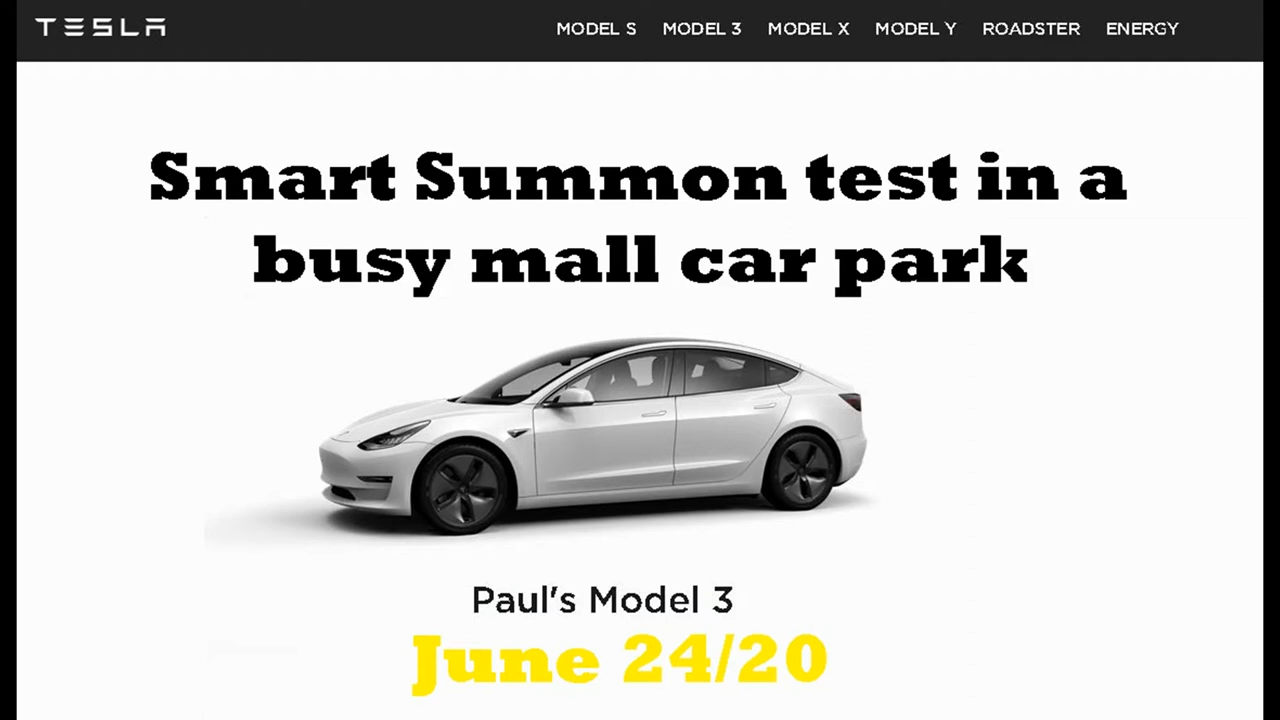 TESLA MODEL S MODEL 3 MODEL X MODEL Y ROADSTER ENERGY
Smart Summon test in a
busy mall car park
Paul's Model 3
June 24/20